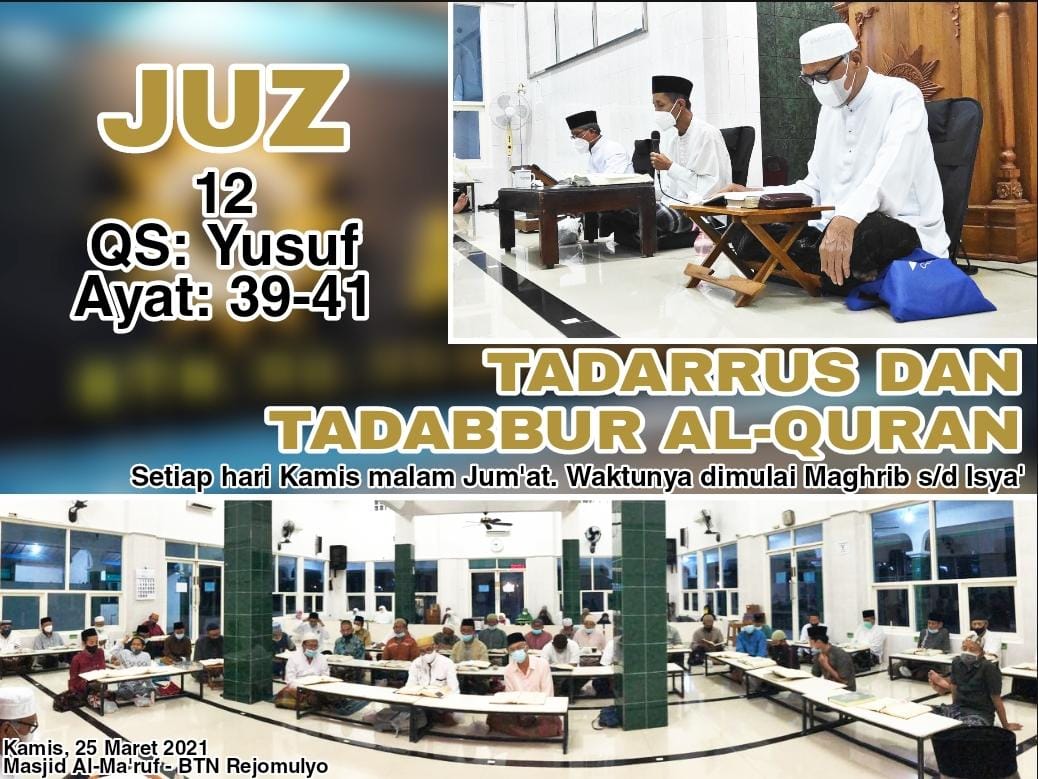 JUZ
12
QS: Yusuf
Ayat: 39-41
TADARRUS DAN
TADABBUR AL-QURAN
Setiap hari Kamis malam Jum'at. Waktunya dimulai Maghrib s/d Isya'
Kamis, 25 Maret 2021
Masjid Al-Ma'ruf - BTN Rejomulyo